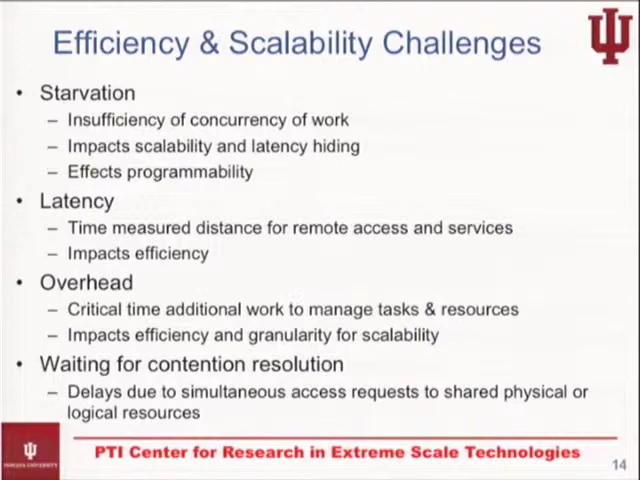 Efficiency & Scalability Challenges
• Starvation
– Insufficiency of concurrency of work
– Impacts scalability and latency hiding
– Effects programmability
• Latency
– Time measured distance for remote access and services
– Impacts efficiency
• Overhead
– Critical time additional work to manage tasks & resources
– Impacts efficiency and granularity for scalability
• Waiting for contention resolution
– Delays due to simultaneous access requests to shared physical or
logical resources
INDIANA UNIVERSITY
PTI Center for Research in Extreme Scale Technologies
14